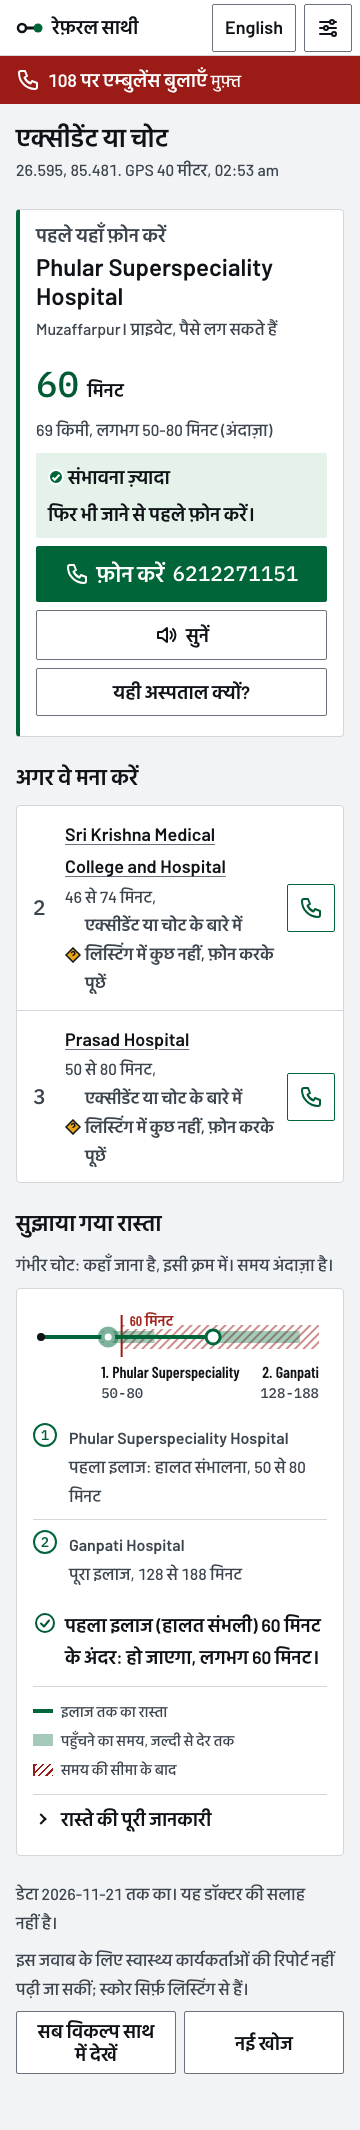 रेफ़रल साथी
English
108 पर एम्बुलेंस बुलाएँ मुफ़्त
एक्सीडेंट या चोट
26.595, 85.481. GPS 40 मीटर, 02:53 am
पहले यहाँ फ़ोन करें
Phular Superspeciality
Hospital
Muzaffarpur। प्राइवेट, पैसे लग सकते हैं
60 मिनट
69 किमी, लगभग 50-80 मिनट (अंदाज़ा)
संभावना ज़्यादा
फिर भी जाने से पहले फ़ोन करें।
फ़ोन करें 6212271151
सुनें
यही अस्पताल क्यों?
अगर वे मना करें
2
Sri Krishna Medical
College and Hospital
46 से 74 मिनट,
एक्सीडेंट या चोट के बारे में
लिस्टिंग में कुछ नहीं, फ़ोन करके
पूछें
3
Prasad Hospital
50 से 80 मिनट,
एक्सीडेंट या चोट के बारे में
लिस्टिंग में कुछ नहीं, फ़ोन करके
पूछें
सुझाया गया रास्ता
गंभीर चोट: कहाँ जाना है, इसी क्रम में। समय अंदाज़ा है।
60 मिनट
1. Phular Superspeciality 2. Ganpati
50-80 128-188
1 Phular Superspeciality Hospital
पहला इलाज: हालत संभालना, 50 से 80
मिनट
2 Ganpati Hospital
पूरा इलाज, 128 से 188 मिनट
पहला इलाज (हालत संभली) 60 मिनट
के अंदर: हो जाएगा, लगभग 60 मिनट।
इलाज तक का रास्ता
पहुँचने का समय, जल्दी से देर तक
समय की सीमा के बाद
रास्ते की पूरी जानकारी
डेटा 2026-11-21 तक का। यह डॉक्टर की सलाह
नहीं है।
इस जवाब के लिए स्वास्थ्य कार्यकर्ताओं की रिपोर्ट नहीं
पढ़ी जा सकीं; स्कोर सिर्फ़ लिस्टिंग से हैं।
सब विकल्प साथ
में देखें
नई खोज